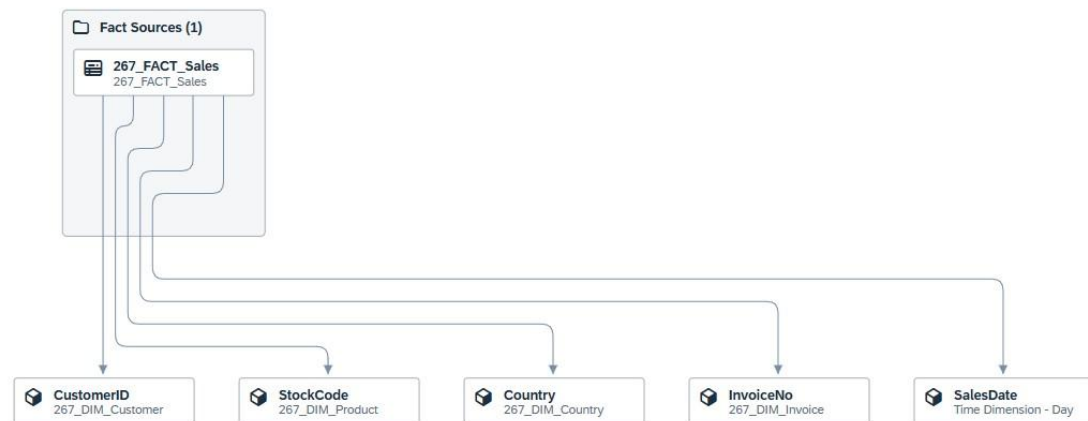 Fact Sources (1)
267_FACT_Sales
267_FACT_Sales
CustomerID
267_DIM_Customer
StockCode
267_DIM_Product
Country
267_DIM_Country
InvoiceNo
267_DIM_Invoice
SalesDate
Time Dimension - Day